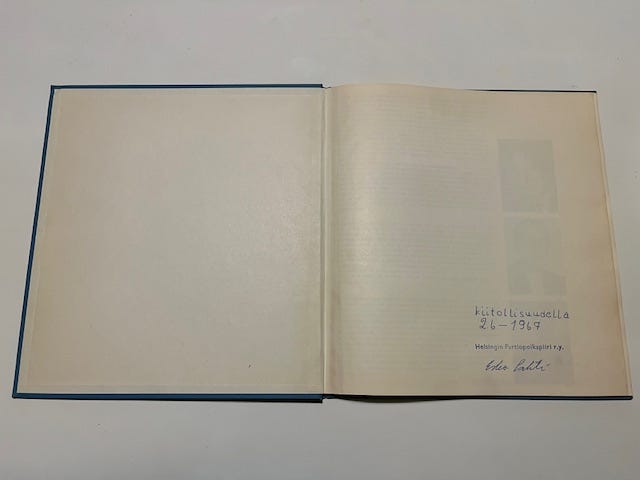 Kiitollisuudella
26-1967
Helsingin Partiopoikapiiri r.y.